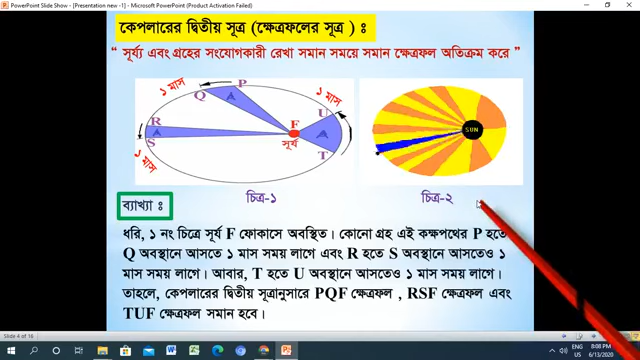 PowerPoint Slide Show - [Presentation new -1] - Microsoft PowerPoint (Product Activation Failed)
কেপলারের দ্বিতীয় সূত্র (ক্ষেত্রফলের সূত্র ) ঃ
“ সূর্য্য এবং গ্রহের সংযোগকারী রেখা সমান সময়ে সমান ক্ষেত্রফল অতিক্রম করে ”
১ মাস
P
Q
A
১ মাস
U
R
A
S
F
A
সূর্য
T
১ মাস
SUN
চিত্র-১
চিত্র-২
ব্যাখ্যা ঃ
ধরি, ১ নং চিত্রে সূর্য F ফোকাসে অবস্থিত। কোনো গ্রহ এই কক্ষপথের P হতে
Q অবস্থানে আসতে ১ মাস সময় লাগে এবং R হতে S অবস্থানে আসতেও ১
মাস সময় লাগে। আবার, T হতে U অবস্থানে আসতেও ১ মাস সময় লাগে।
তাহলে, কেপলারের দ্বিতীয় সূত্রানুসারে PQF ক্ষেত্রফল , RSF ক্ষেত্রফল এবং
TUF ক্ষেত্রফল সমান হবে।
Slide 4 of 16
ENG
US
8:08 PM
6/13/2020